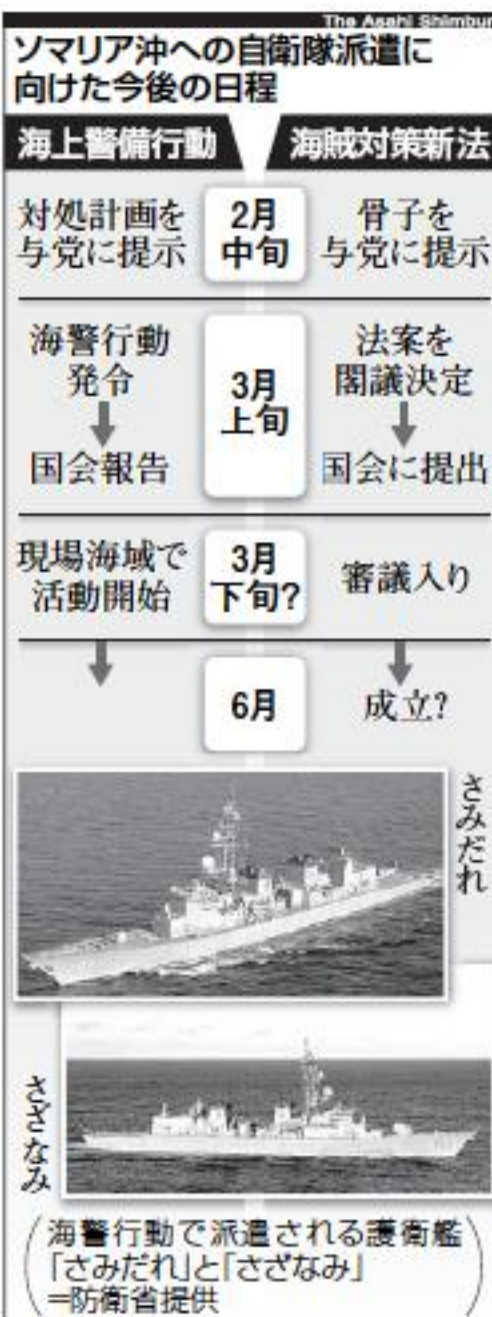 The Asahi Shimbun
ソマリア沖への自衛隊派遣に
向けた今後の日程
海上警備行動
海賊対策新法
対処計画を
与党に提示
2月
中旬
骨子を
与党に提示
海警行動
発令
国会報告
3月
上旬
法案を
閣議決定
国会に提出
現場海域で
活動開始
3月
下旬?
審議入り
6月
成立?
さみだれ
さざなみ
海警行動で派遣される護衛艦
「さみだれ」と「さざなみ」
=防衛省提供